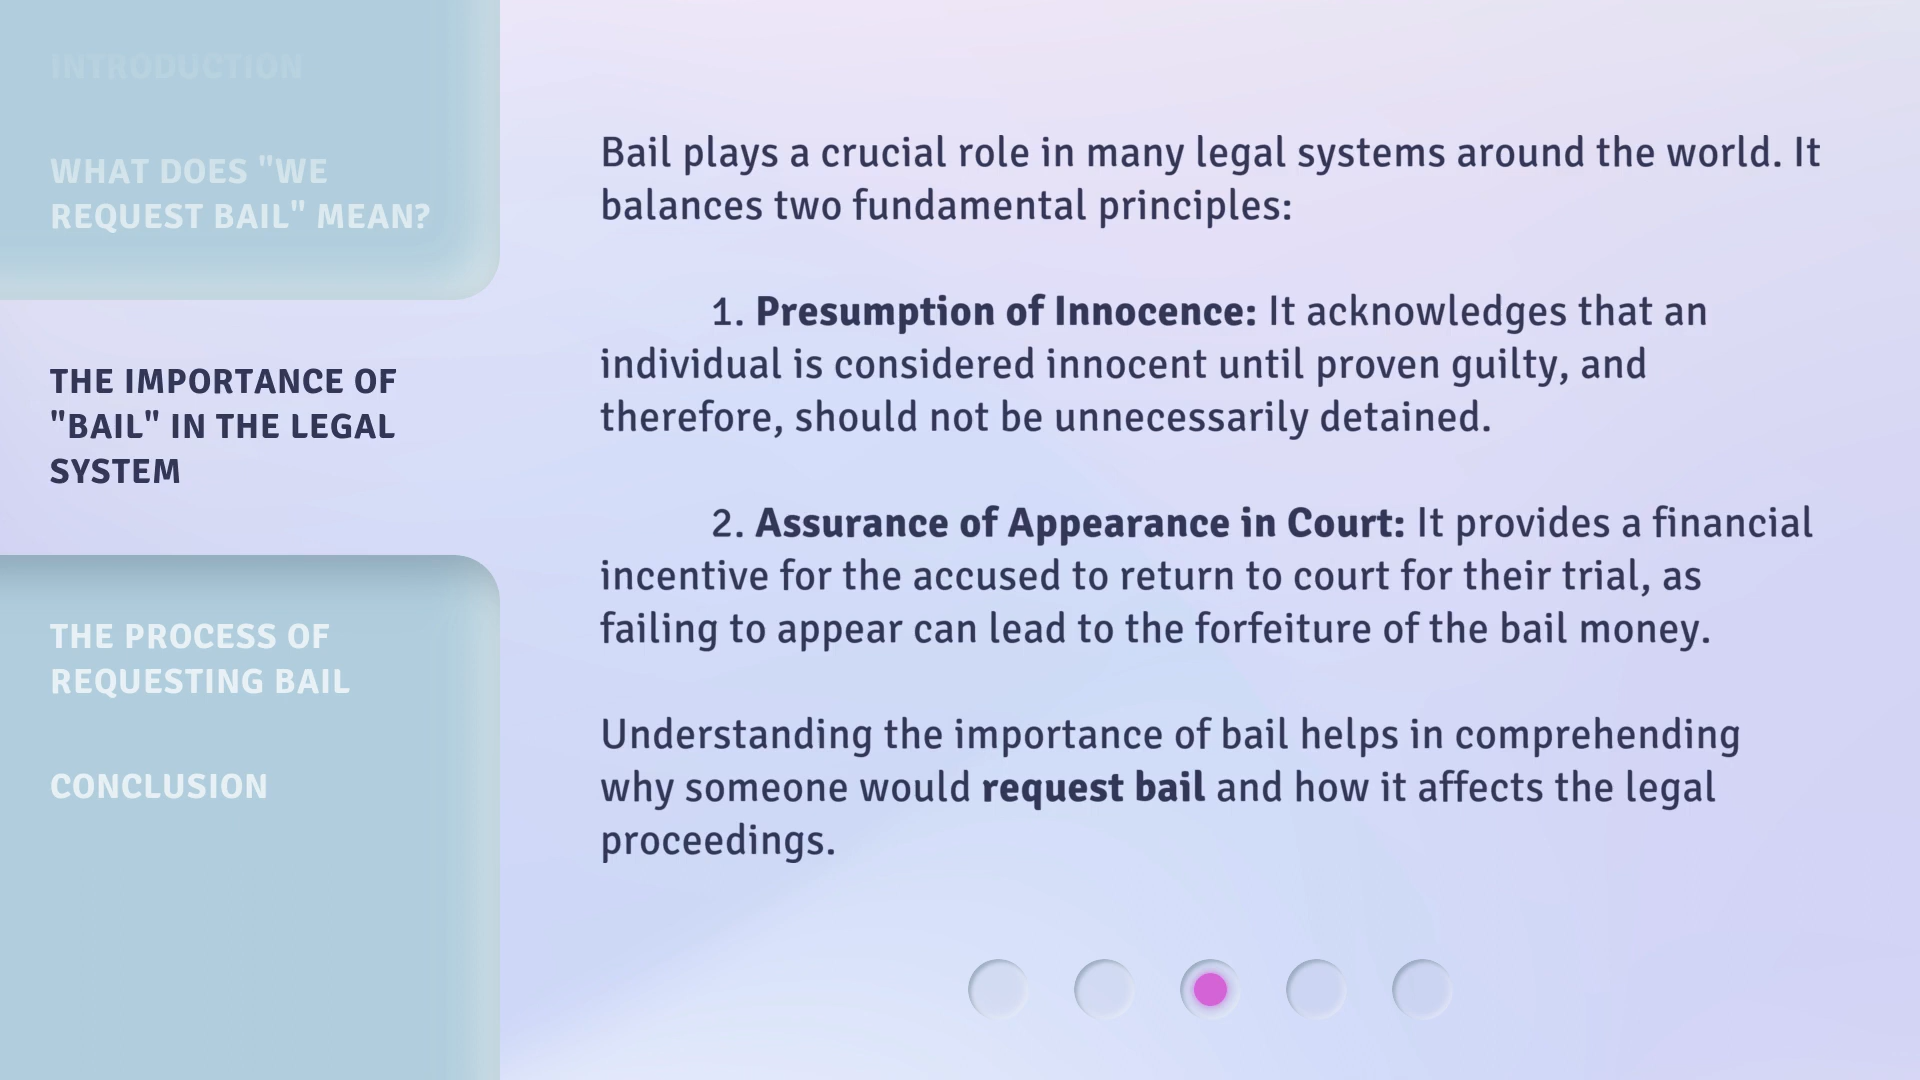 INTRODUCTION
WHAT DOES "WE
REQUEST BAIL" MEAN?
THE IMPORTANCE OF
"BAIL" IN THE LEGAL
SYSTEM
THE PROCESS OF
REQUESTING BAIL
CONCLUSION
Bail plays a crucial role in many legal systems around the world. It
balances two fundamental principles:
1. Presumption of Innocence: It acknowledges that an
individual is considered innocent until proven guilty, and
therefore, should not be unnecessarily detained.
2. Assurance of Appearance in Court: It provides a financial
incentive for the accused to return to court for their trial, as
failing to appear can lead to the forfeiture of the bail money.
Understanding the importance of bail helps in comprehending
why someone would request bail and how it affects the legal
proceedings.